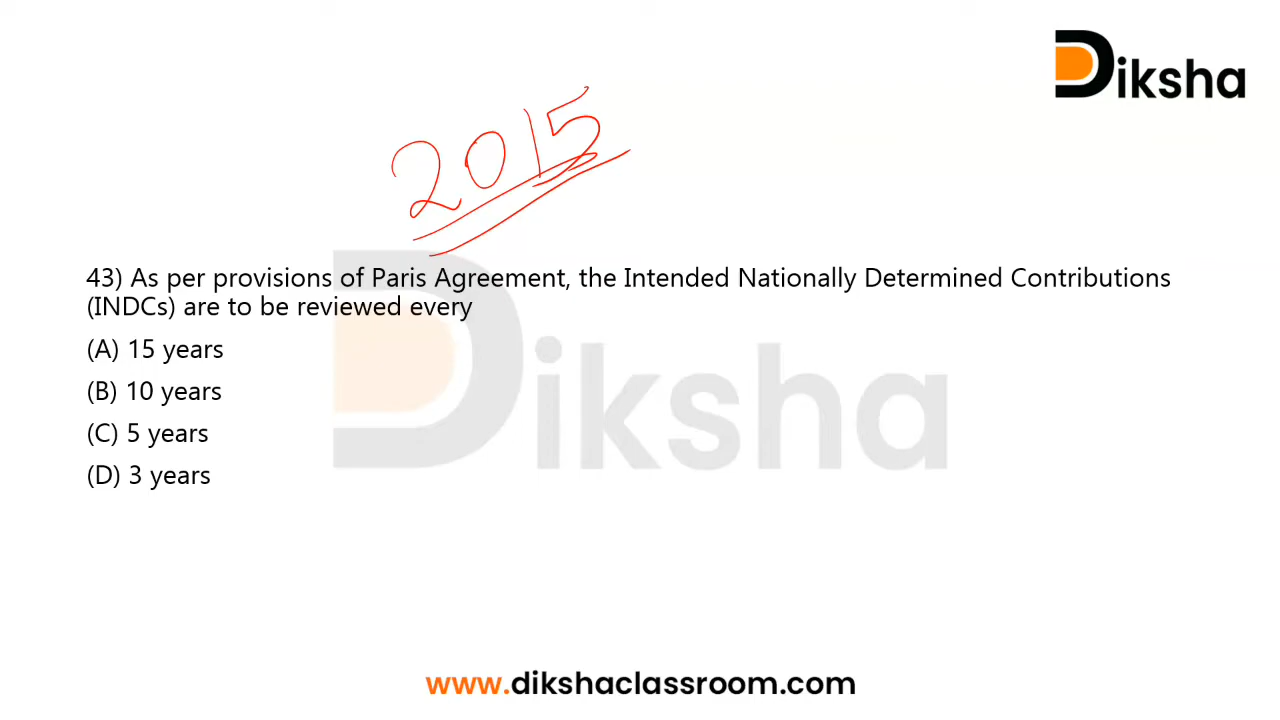 Diksha
2015
43) As per provisions of Paris Agreement, the Intended Nationally Determined Contributions
(INDCs) are to be reviewed every
(A) 15 years
(B) 10 years
(C) 5 years
(D) 3 years
Diksha
www.dikshaclassroom.com